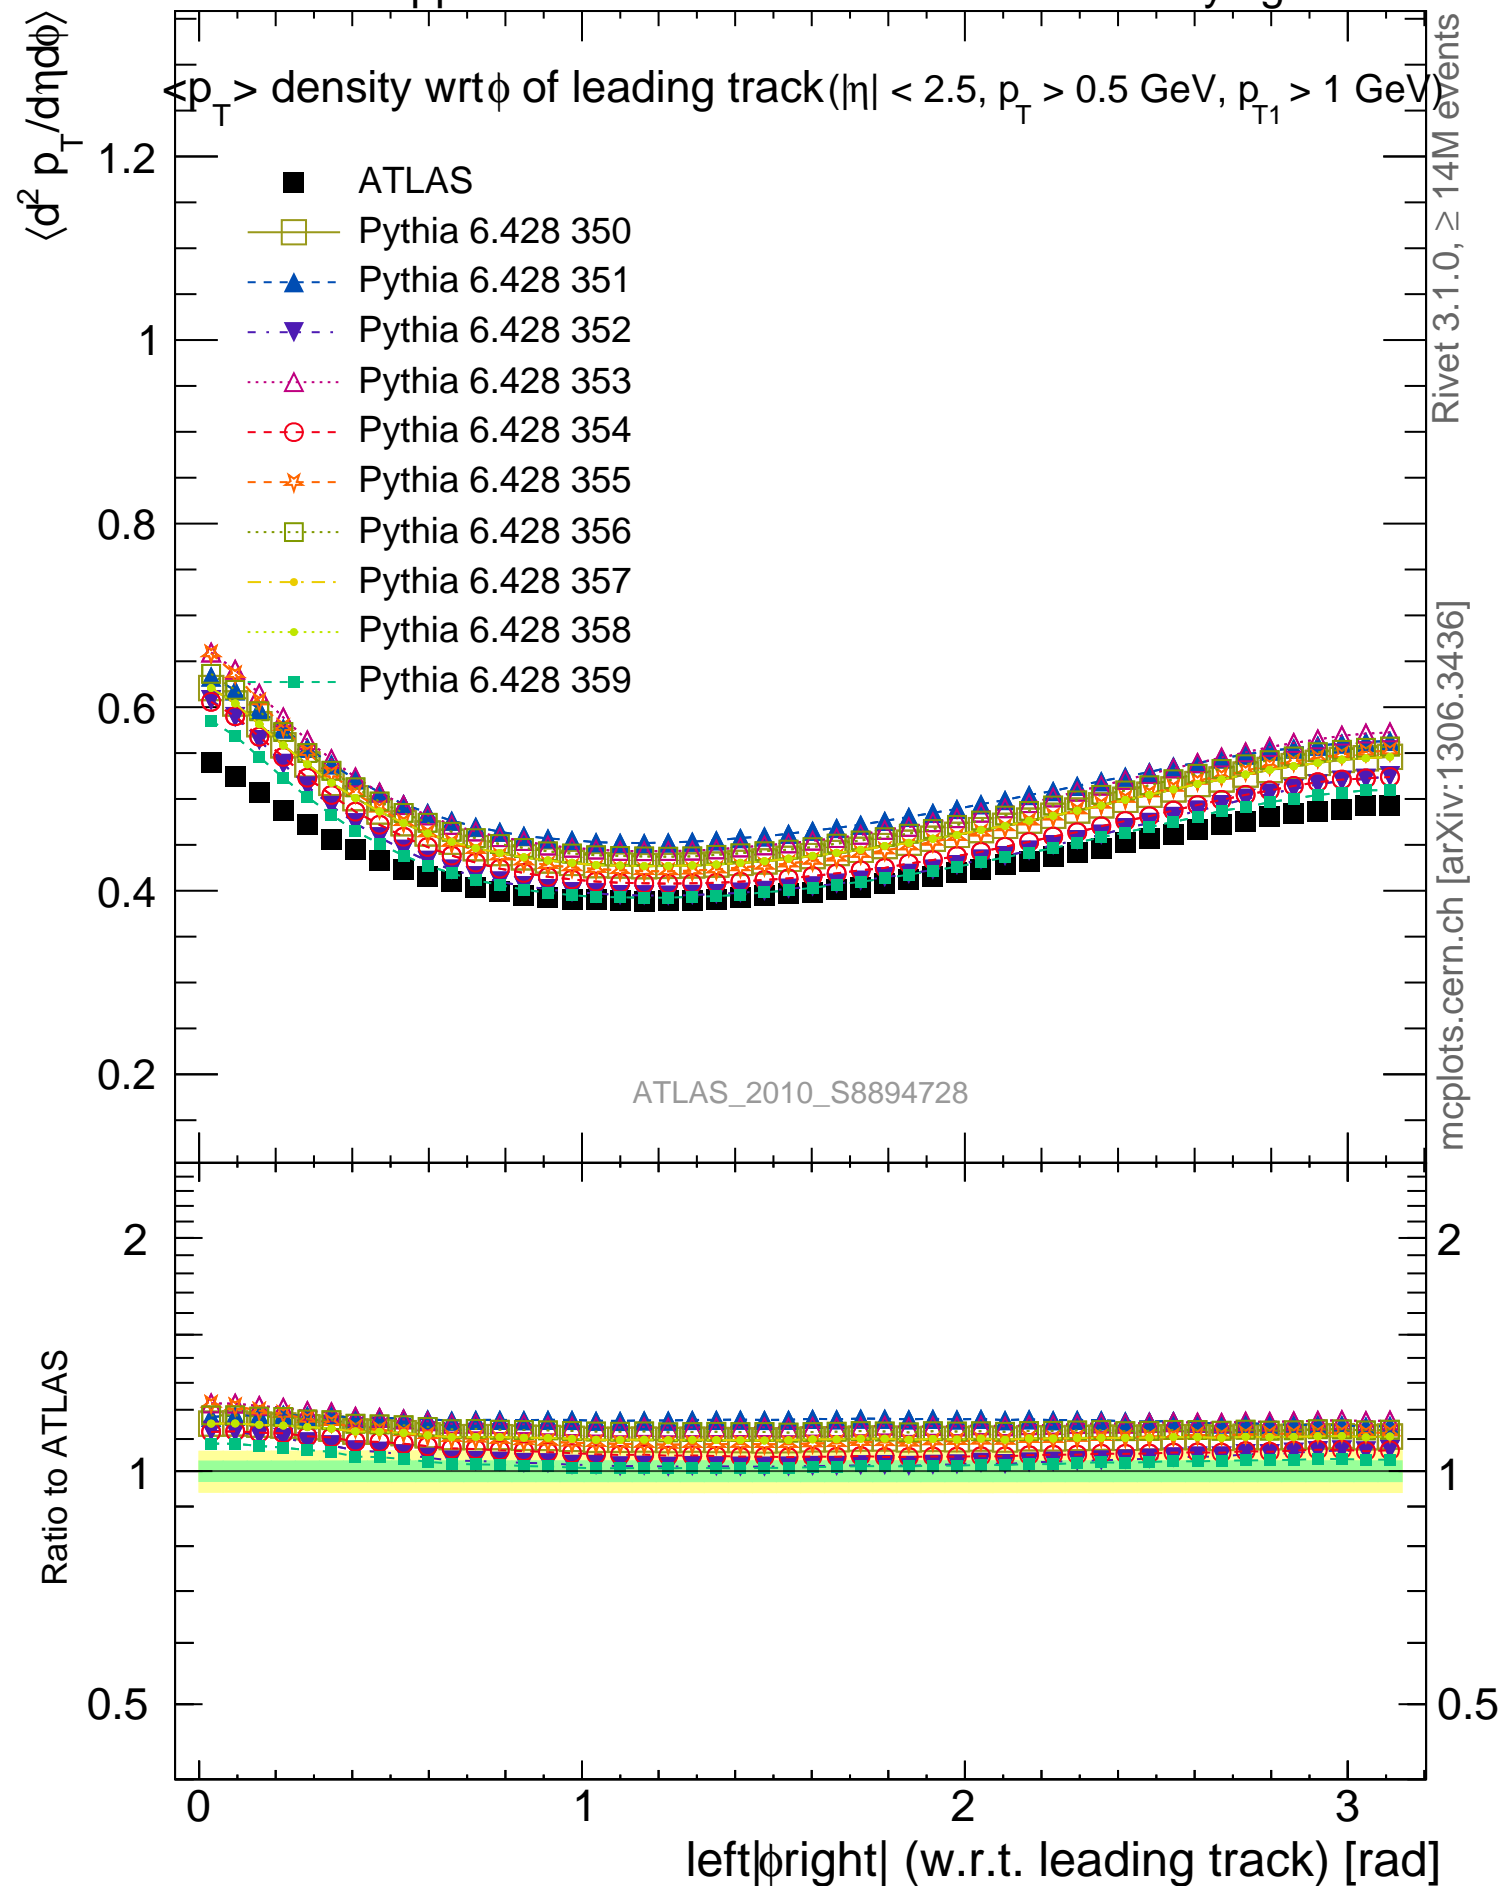 ⟨d² p_T/dηdϕ⟩
<p_T> density wrt ϕ of leading track (|η| < 2.5, p_T > 0.5 GeV, p_T1 > 1 GeV)
ATLAS
Pythia 6.428 350
Pythia 6.428 351
Pythia 6.428 352
Pythia 6.428 353
Pythia 6.428 354
Pythia 6.428 355
Pythia 6.428 356
Pythia 6.428 357
Pythia 6.428 358
Pythia 6.428 359
1.2
1
0.8
0.6
0.4
0.2
ATLAS_2010_S8894728
Rivet 3.1.0, ≥ 14M events
mcplots.cern.ch [arXiv:1306.3436]
Ratio to ATLAS
2
1
0.5
2
1
0.5
0
1
2
3
left|ϕright| (w.r.t. leading track) [rad]